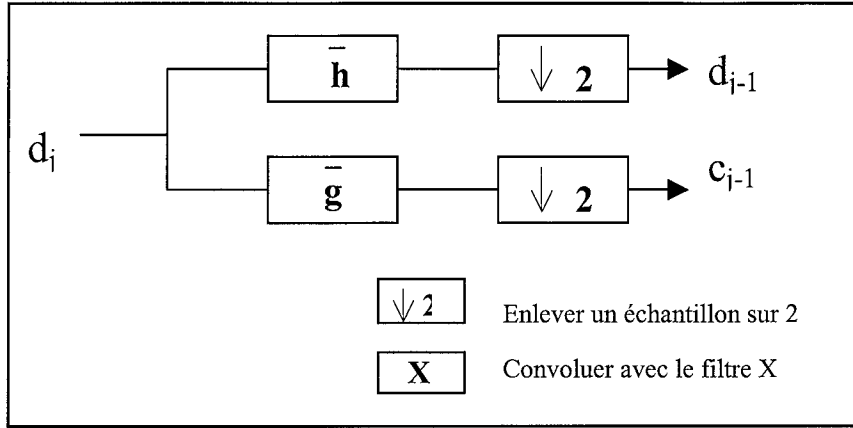 h̄ ↓ 2 d_{j-1}
d_j
ḡ ↓ 2 c_{j-1}
↓ 2 Enlever un échantillon sur 2
X Convoluer avec le filtre X